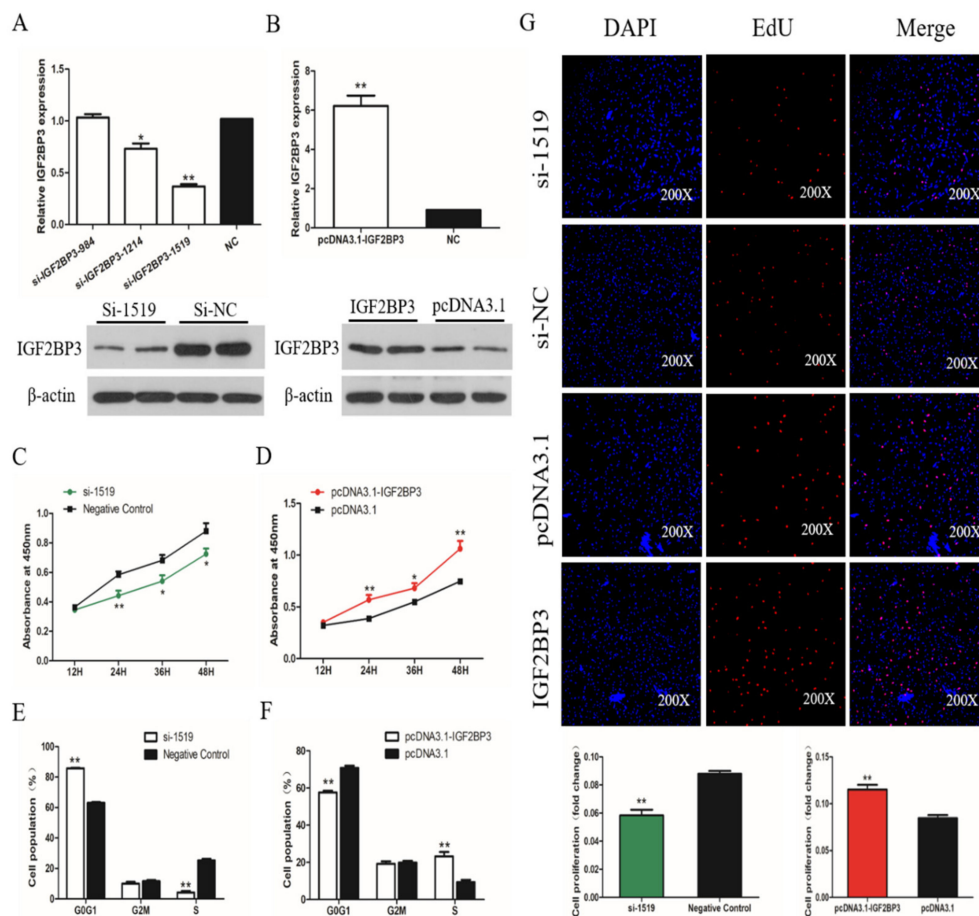 A
Relative IGF2BP3 expression
1.5
1.0
0.5
0.0
*
**
si-IGF2BP3-984
si-IGF2BP3-1214
si-IGF2BP3-1519
NC
Si-1519
Si-NC
IGF2BP3
β-actin
B
Relative IGF2BP3 expression
8
6
4
2
0
**
pcDNA3.1-IGF2BP3
NC
IGF2BP3
pcDNA3.1
IGF2BP3
β-actin
C
si-1519
Negative Control
Absorbance at 450nm
1.0
0.8
0.6
0.4
0.2
0.0
**
*
*
12H
24H
36H
48H
D
pcDNA3.1-IGF2BP3
pcDNA3.1
Absorbance at 450nm
1.5
1.0
0.5
0.0
**
*
**
12H
24H
36H
48H
E
si-1519
Negative Control
Cell population（%）
100
80
60
40
20
0
**
**
G0G1
G2M
S
F
pcDNA3.1-IGF2BP3
pcDNA3.1
Cell population（%）
80
60
40
20
0
**
**
G0G1
G2M
S
G
DAPI
EdU
Merge
si-1519
200X
200X
200X
si-NC
200X
200X
200X
pcDNA3.1
200X
200X
200X
IGF2BP3
200X
200X
200X
Cell proliferation（fold change）
0.10
0.08
0.06
0.04
0.02
0.00
**
si-1519
Negative Control
Cell proliferation（fold change）
0.15
0.10
0.05
0.00
**
pcDNA3.1-IGF2BP3
pcDNA3.1